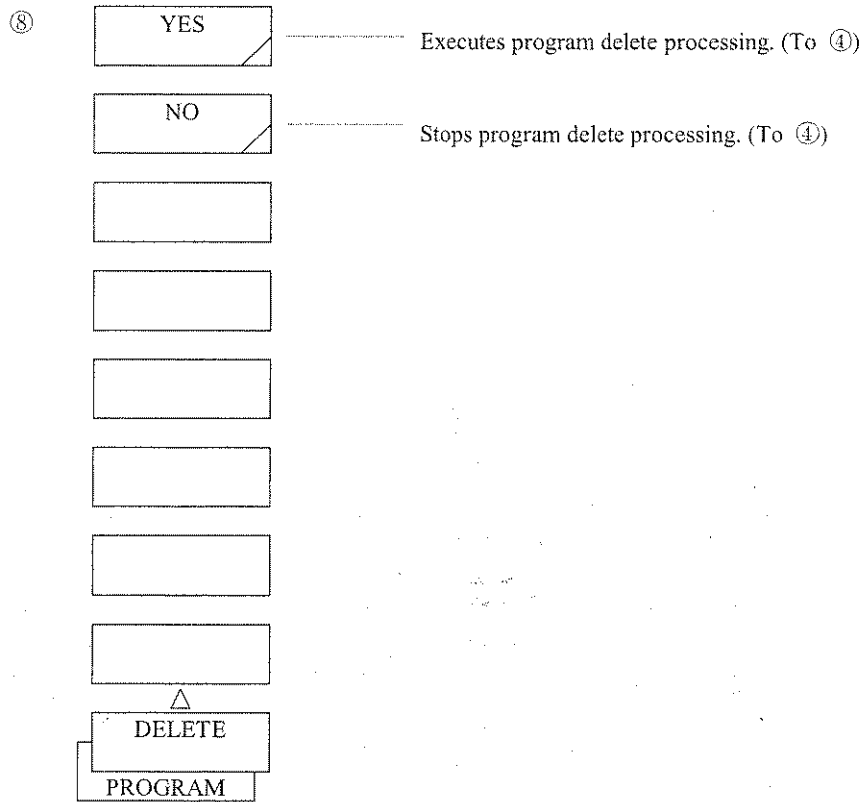 ⑧
YES
Executes program delete processing. (To ④)
NO
Stops program delete processing. (To ④)
DELETE
PROGRAM